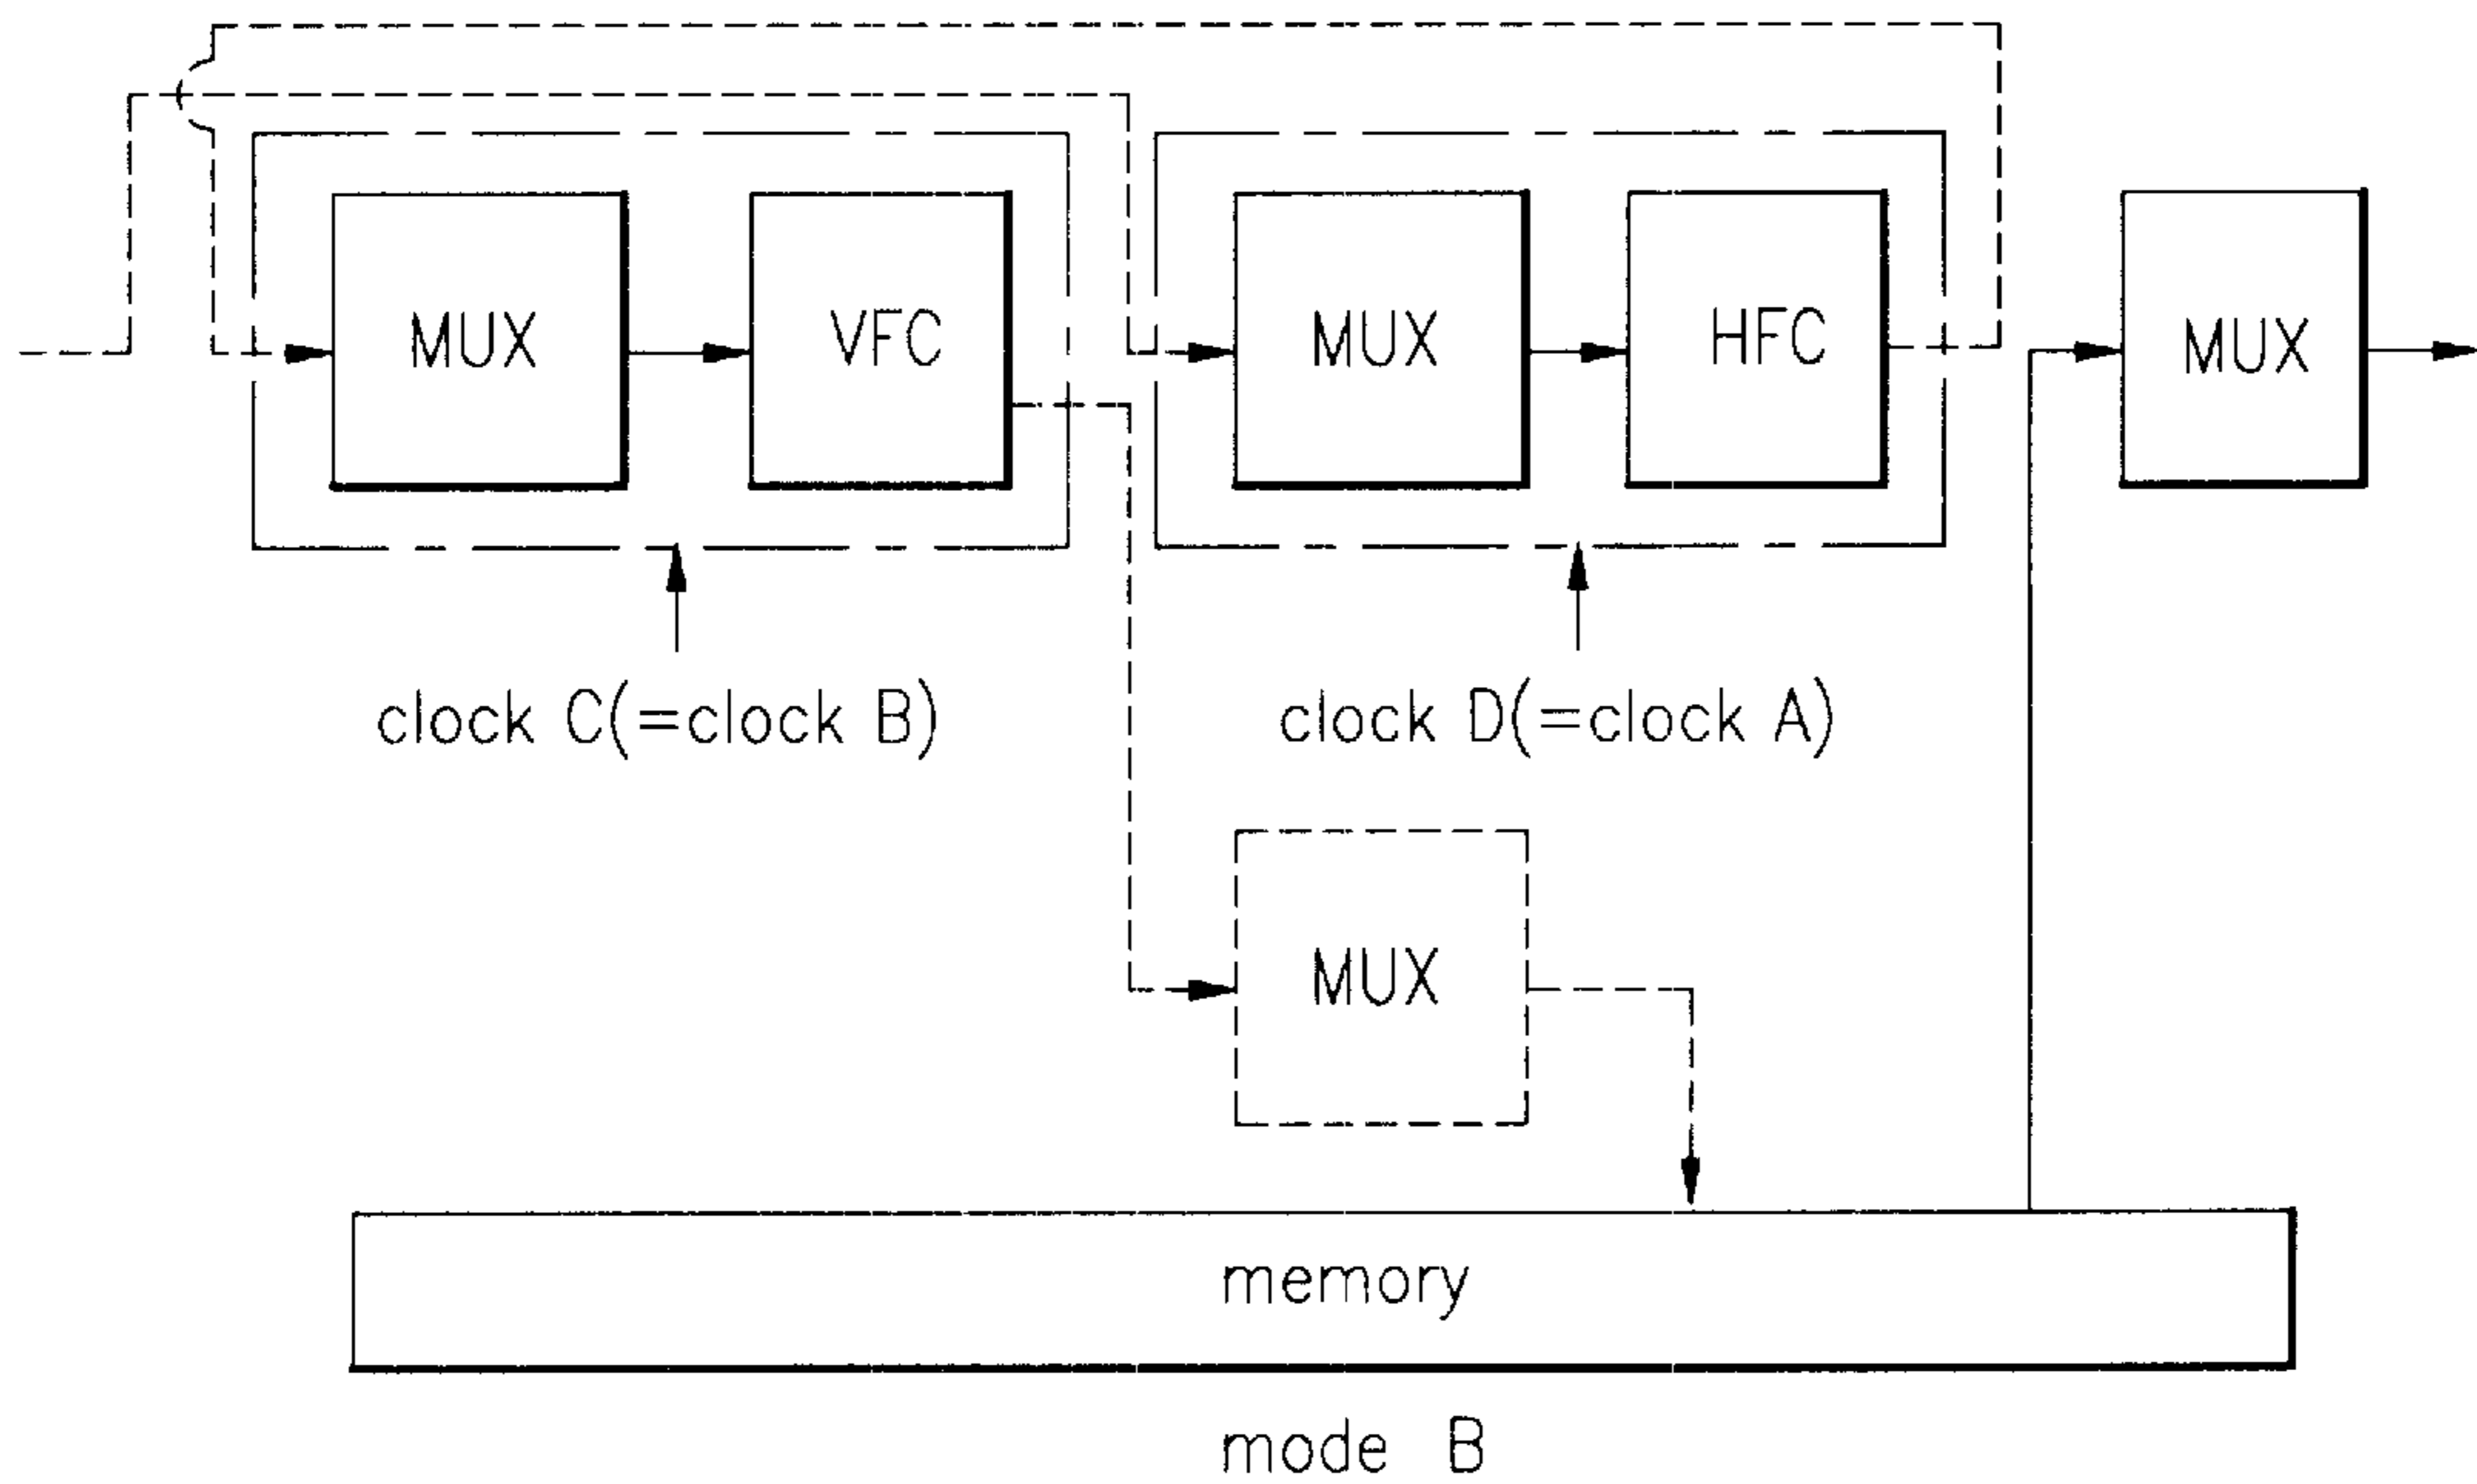 MUX
VFC
MUX
HFC
MUX
clock C(=clock B)
clock D(=clock A)
MUX
memory
mode B